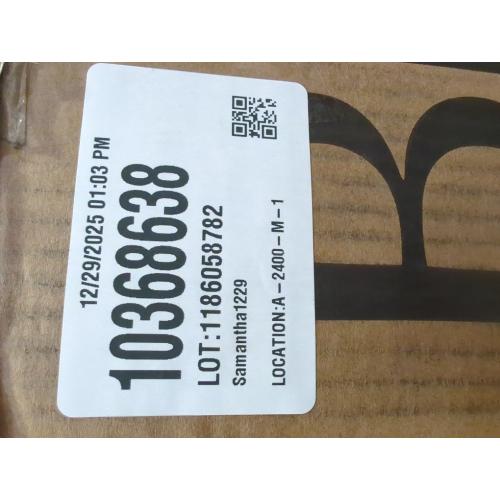 12/29/2025 01:03 PM
10368638
LOT:1186058782
Samantha1229
LOCATION:A-2400-M-1